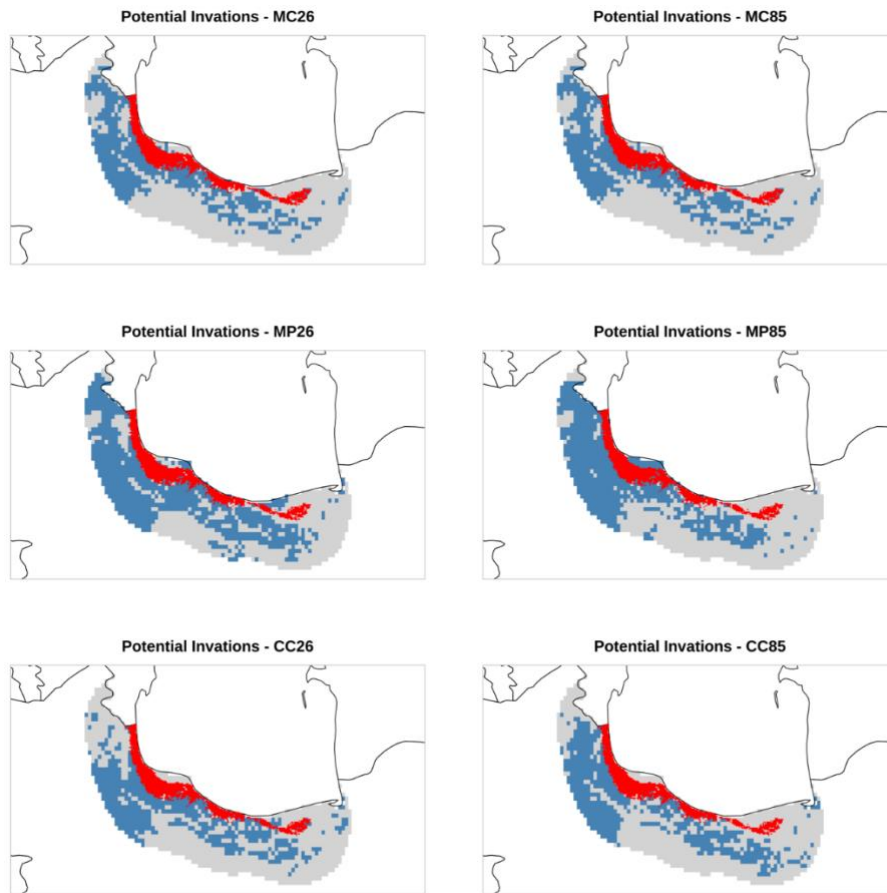 Potential Invations - MC26
Potential Invations - MC85
Potential Invations - MP26
Potential Invations - MP85
Potential Invations - CC26
Potential Invations - CC85